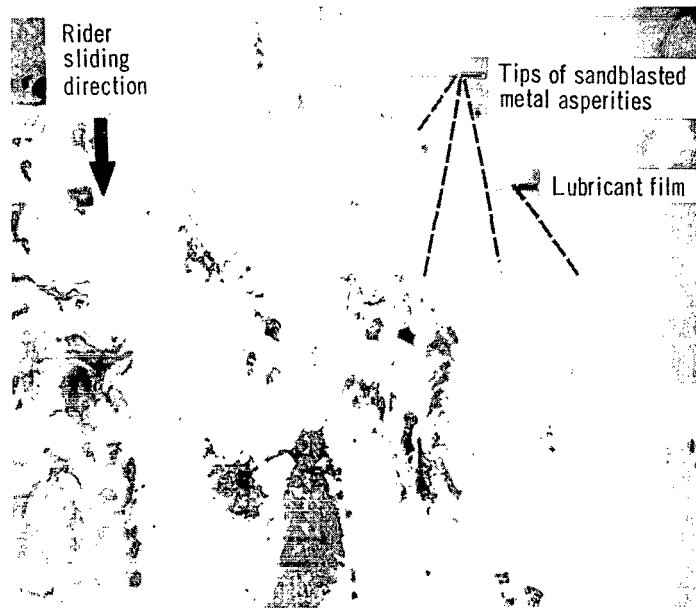 Rider
sliding
direction
Tips of sandblasted
metal asperities
Lubricant film